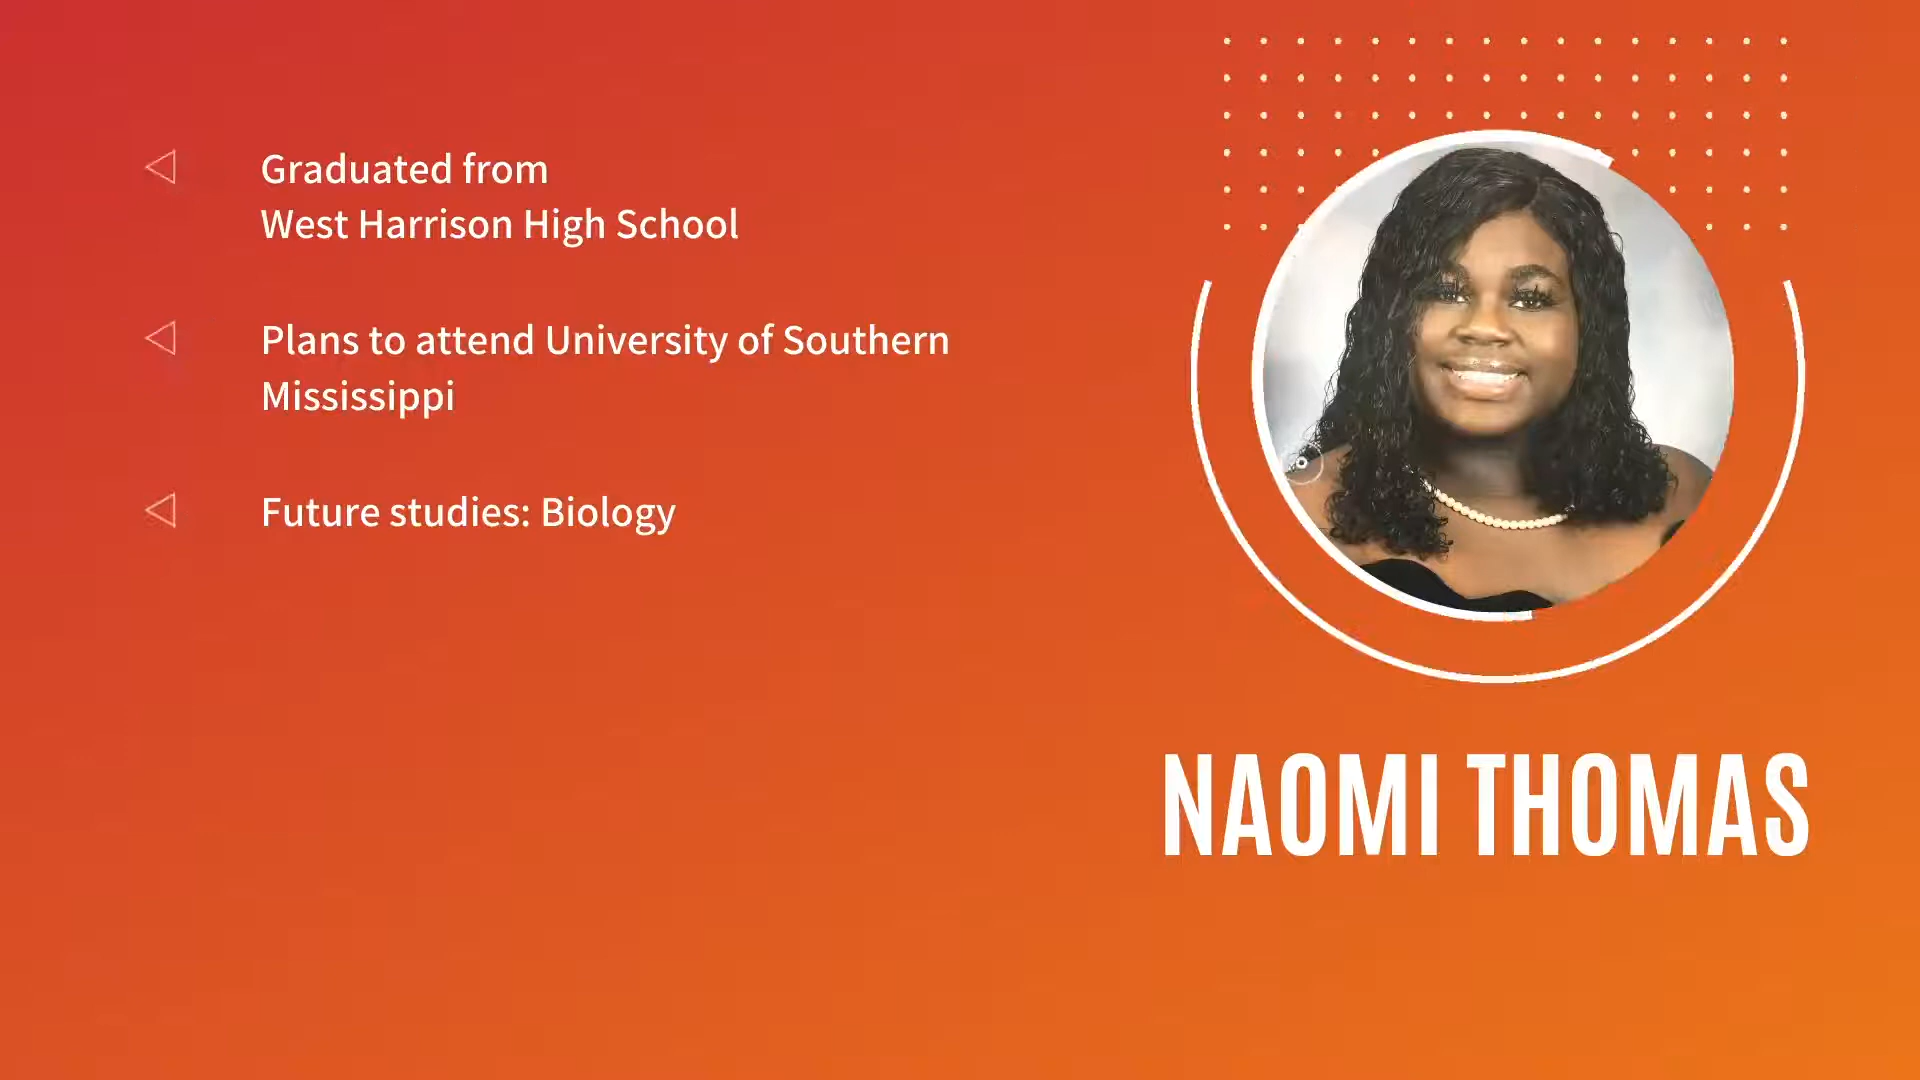 Graduated from
West Harrison High School
Plans to attend University of Southern
Mississippi
Future studies: Biology
NAOMI THOMAS